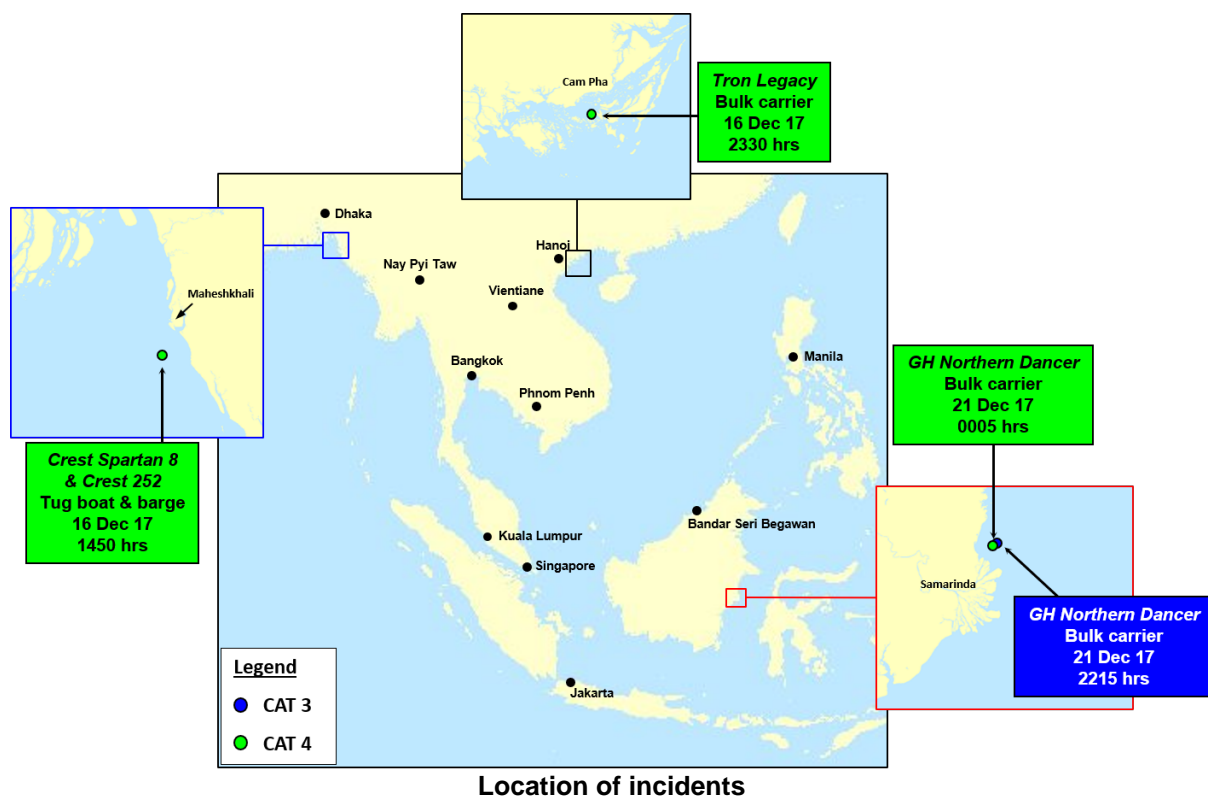 Cam Pha
Tron Legacy
Bulk carrier
16 Dec 17
2330 hrs
Maheshkhali
Crest Spartan 8
& Crest 252
Tug boat & barge
16 Dec 17
1450 hrs
Dhaka
Hanoi
Nay Pyi Taw
Vientiane
Bangkok
Manila
Phnom Penh
Bandar Seri Begawan
Kuala Lumpur
Singapore
Jakarta
GH Northern Dancer
Bulk carrier
21 Dec 17
0005 hrs
Samarinda
GH Northern Dancer
Bulk carrier
21 Dec 17
2215 hrs
Legend
CAT 3
CAT 4
Location of incidents